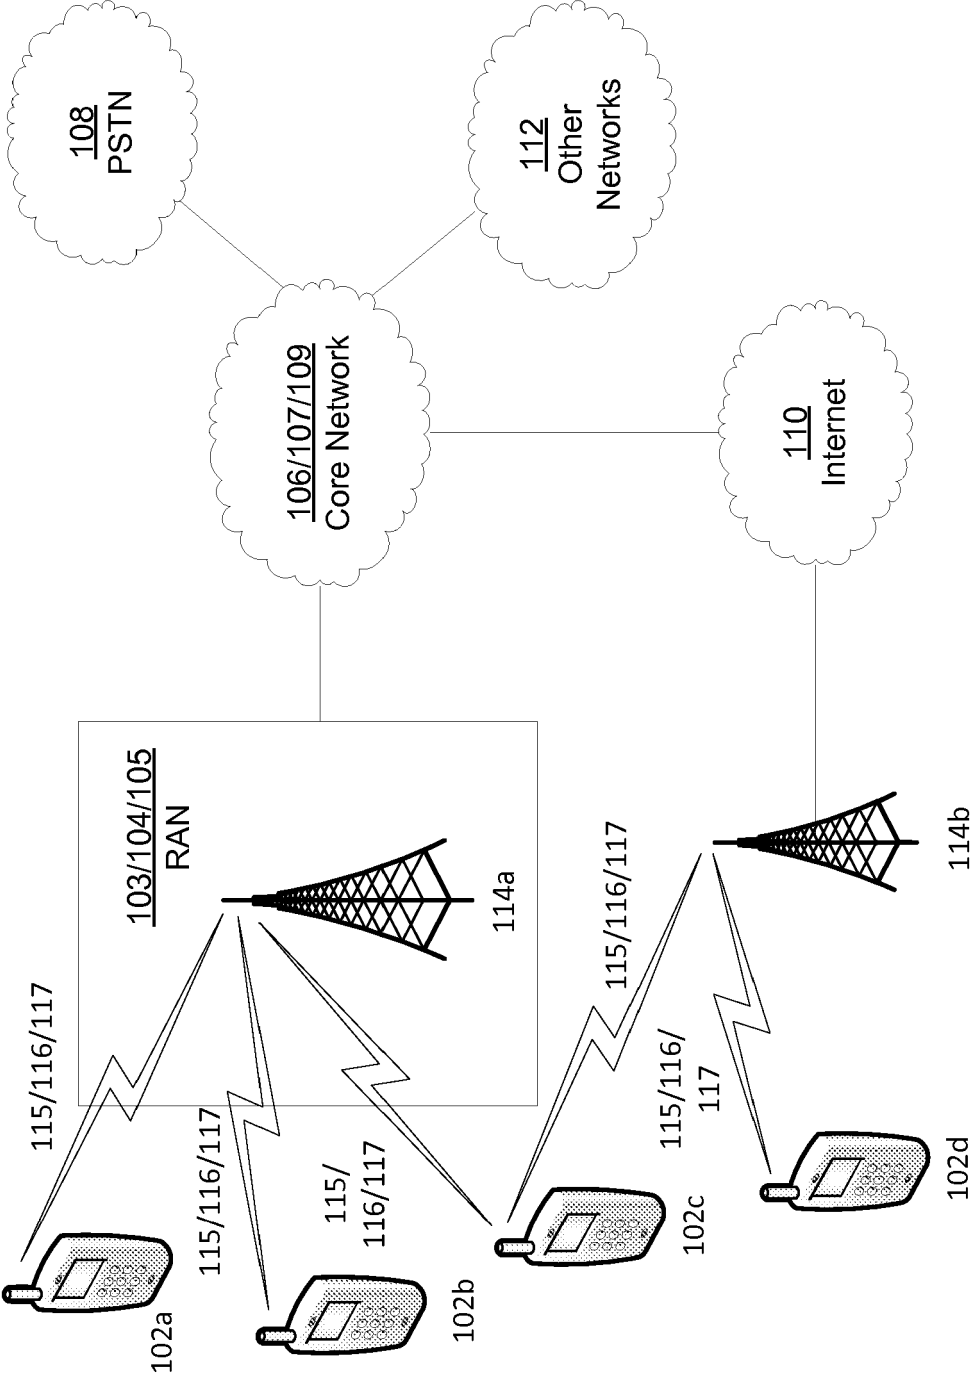 108
PSTN
112
Other
Networks
106/107/109
Core Network
110
Internet
103/104/105
RAN
114a
114b
115/116/117
115/116/117
115/
116/117
115/116/117
115/116/
117
102a
102b
102c
102d